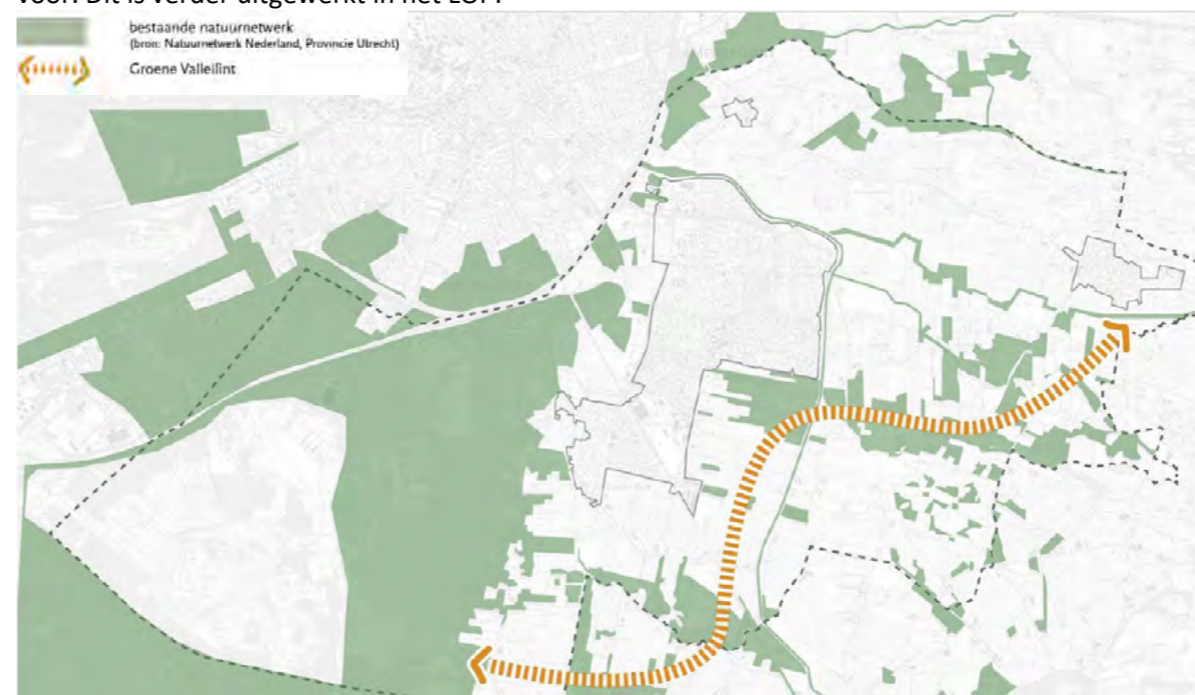 voor. Dit is verder uitgewerkt in het LOP.
bestaande natuurnetwerk
(bron: Natuurnetwerk Nederland, Provincie Utrecht)
Groene Valleilint